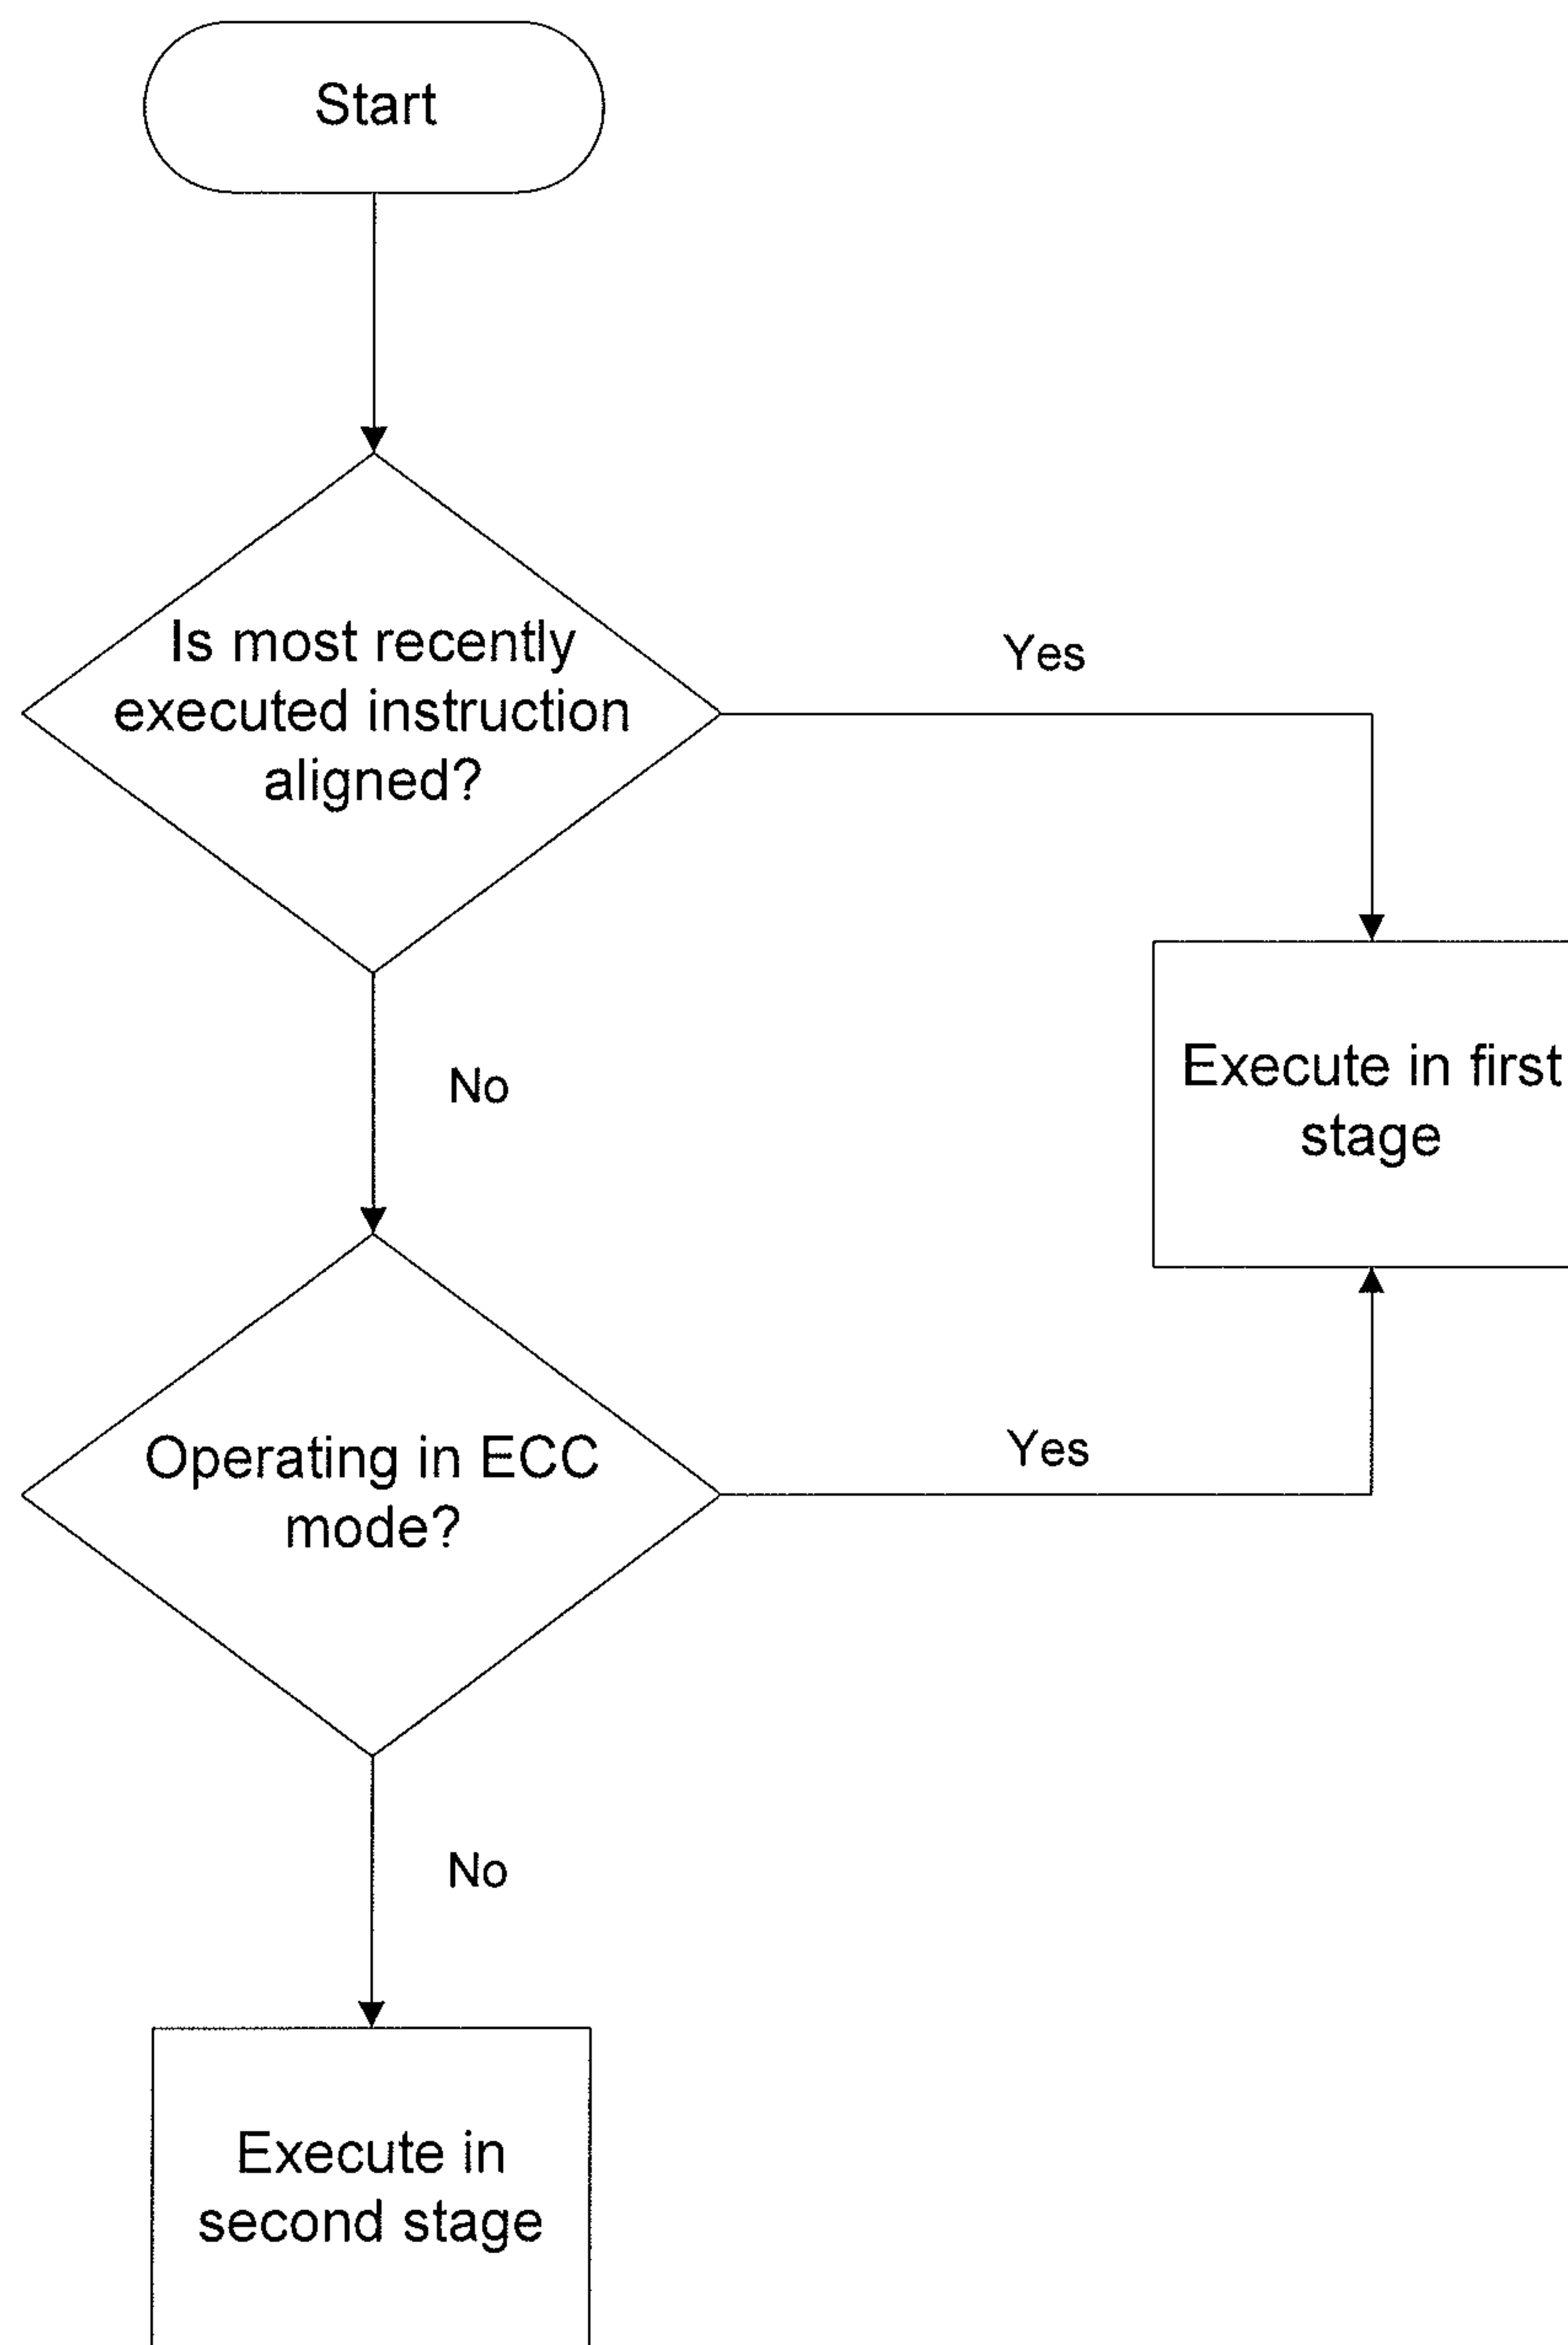 Start
Is most recently
executed instruction
aligned?
Yes
No
Execute in first
stage
Operating in ECC
mode?
Yes
No
Execute in
second stage